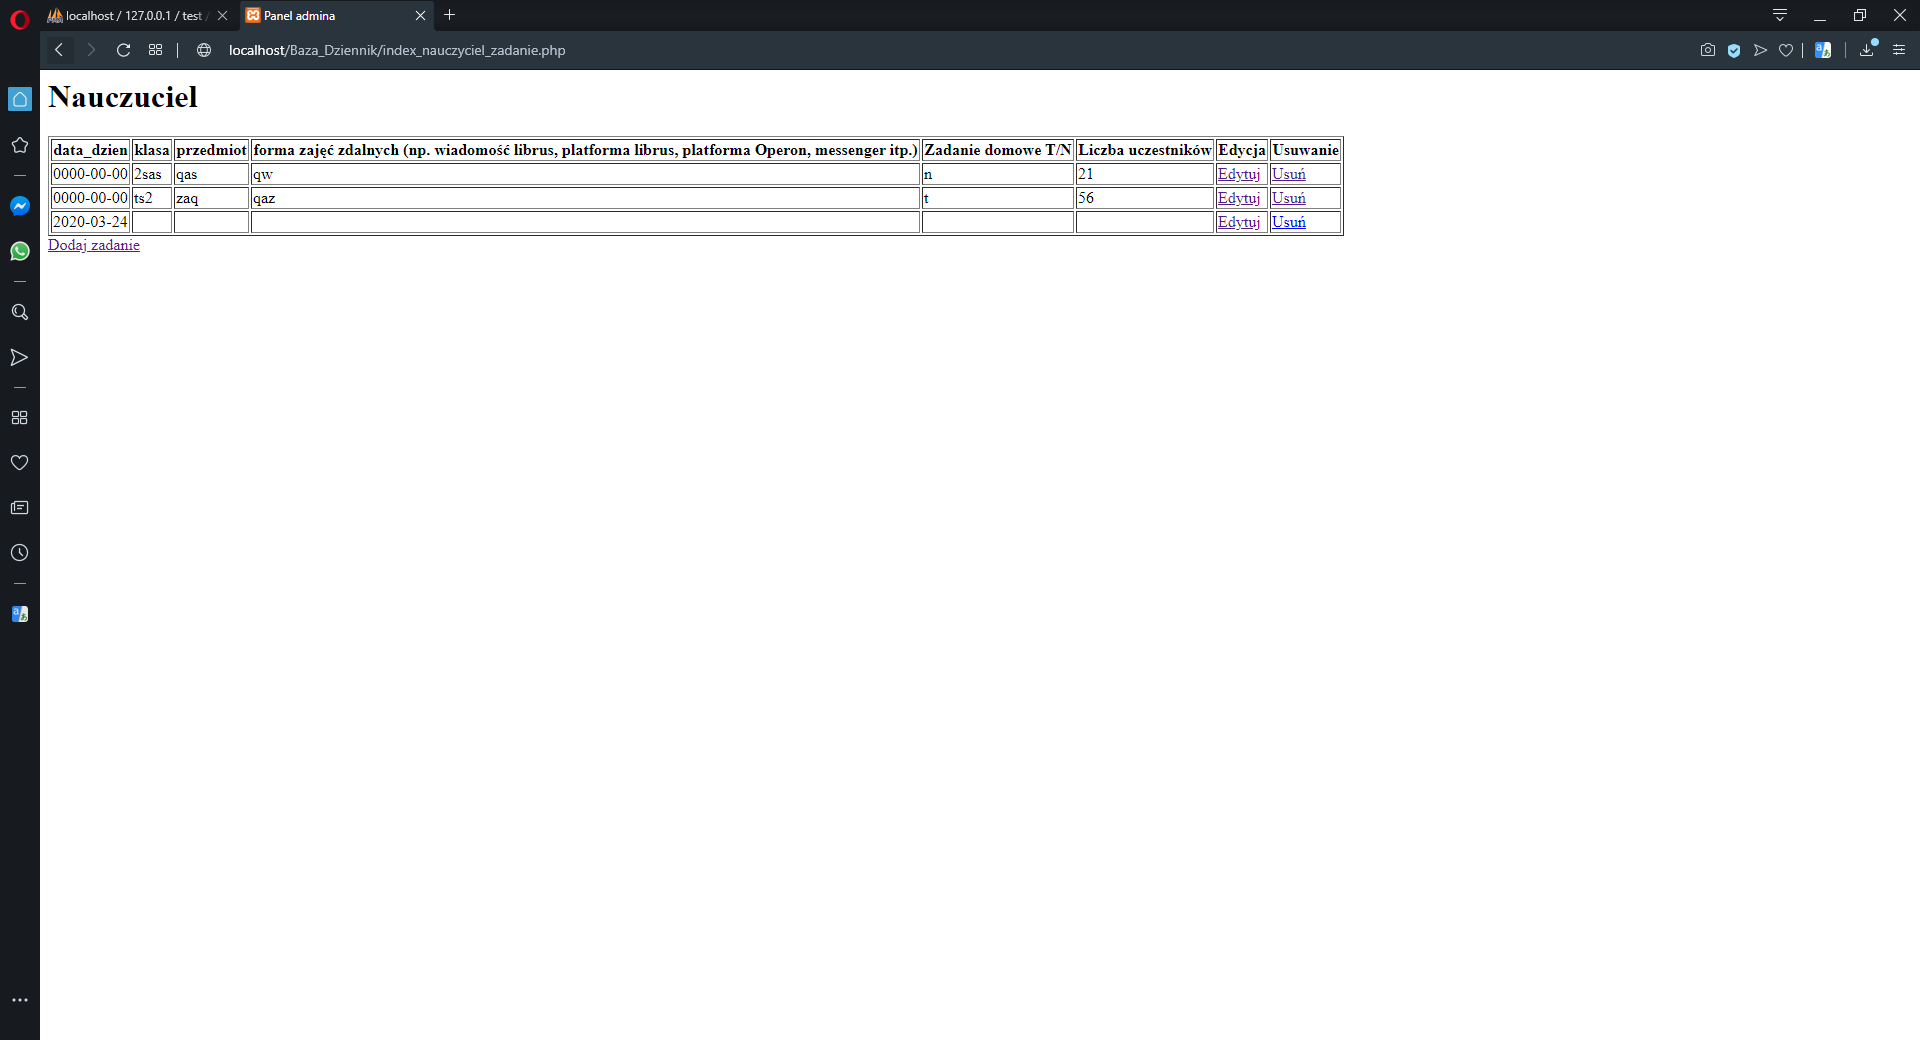 localhost / 127.0.0.1 / test
Panel admina
localhost/Baza_Dziennik/index_nauczyciel_zadanie.php
Nauczuciel
data_dzien klasa przedmiot forma zajęć zdalnych (np. wiadomość librus, platforma librus, platforma Operon, messenger itp.) Zadanie domowe T/N Liczba uczestników Edycja Usuwanie
0000-00-00 2sas qas qw n 21 Edytuj Usuń
0000-00-00 ts2 zaq qaz t 56 Edytuj Usuń
2020-03-24 Edytuj Usuń
Dodaj zadanie